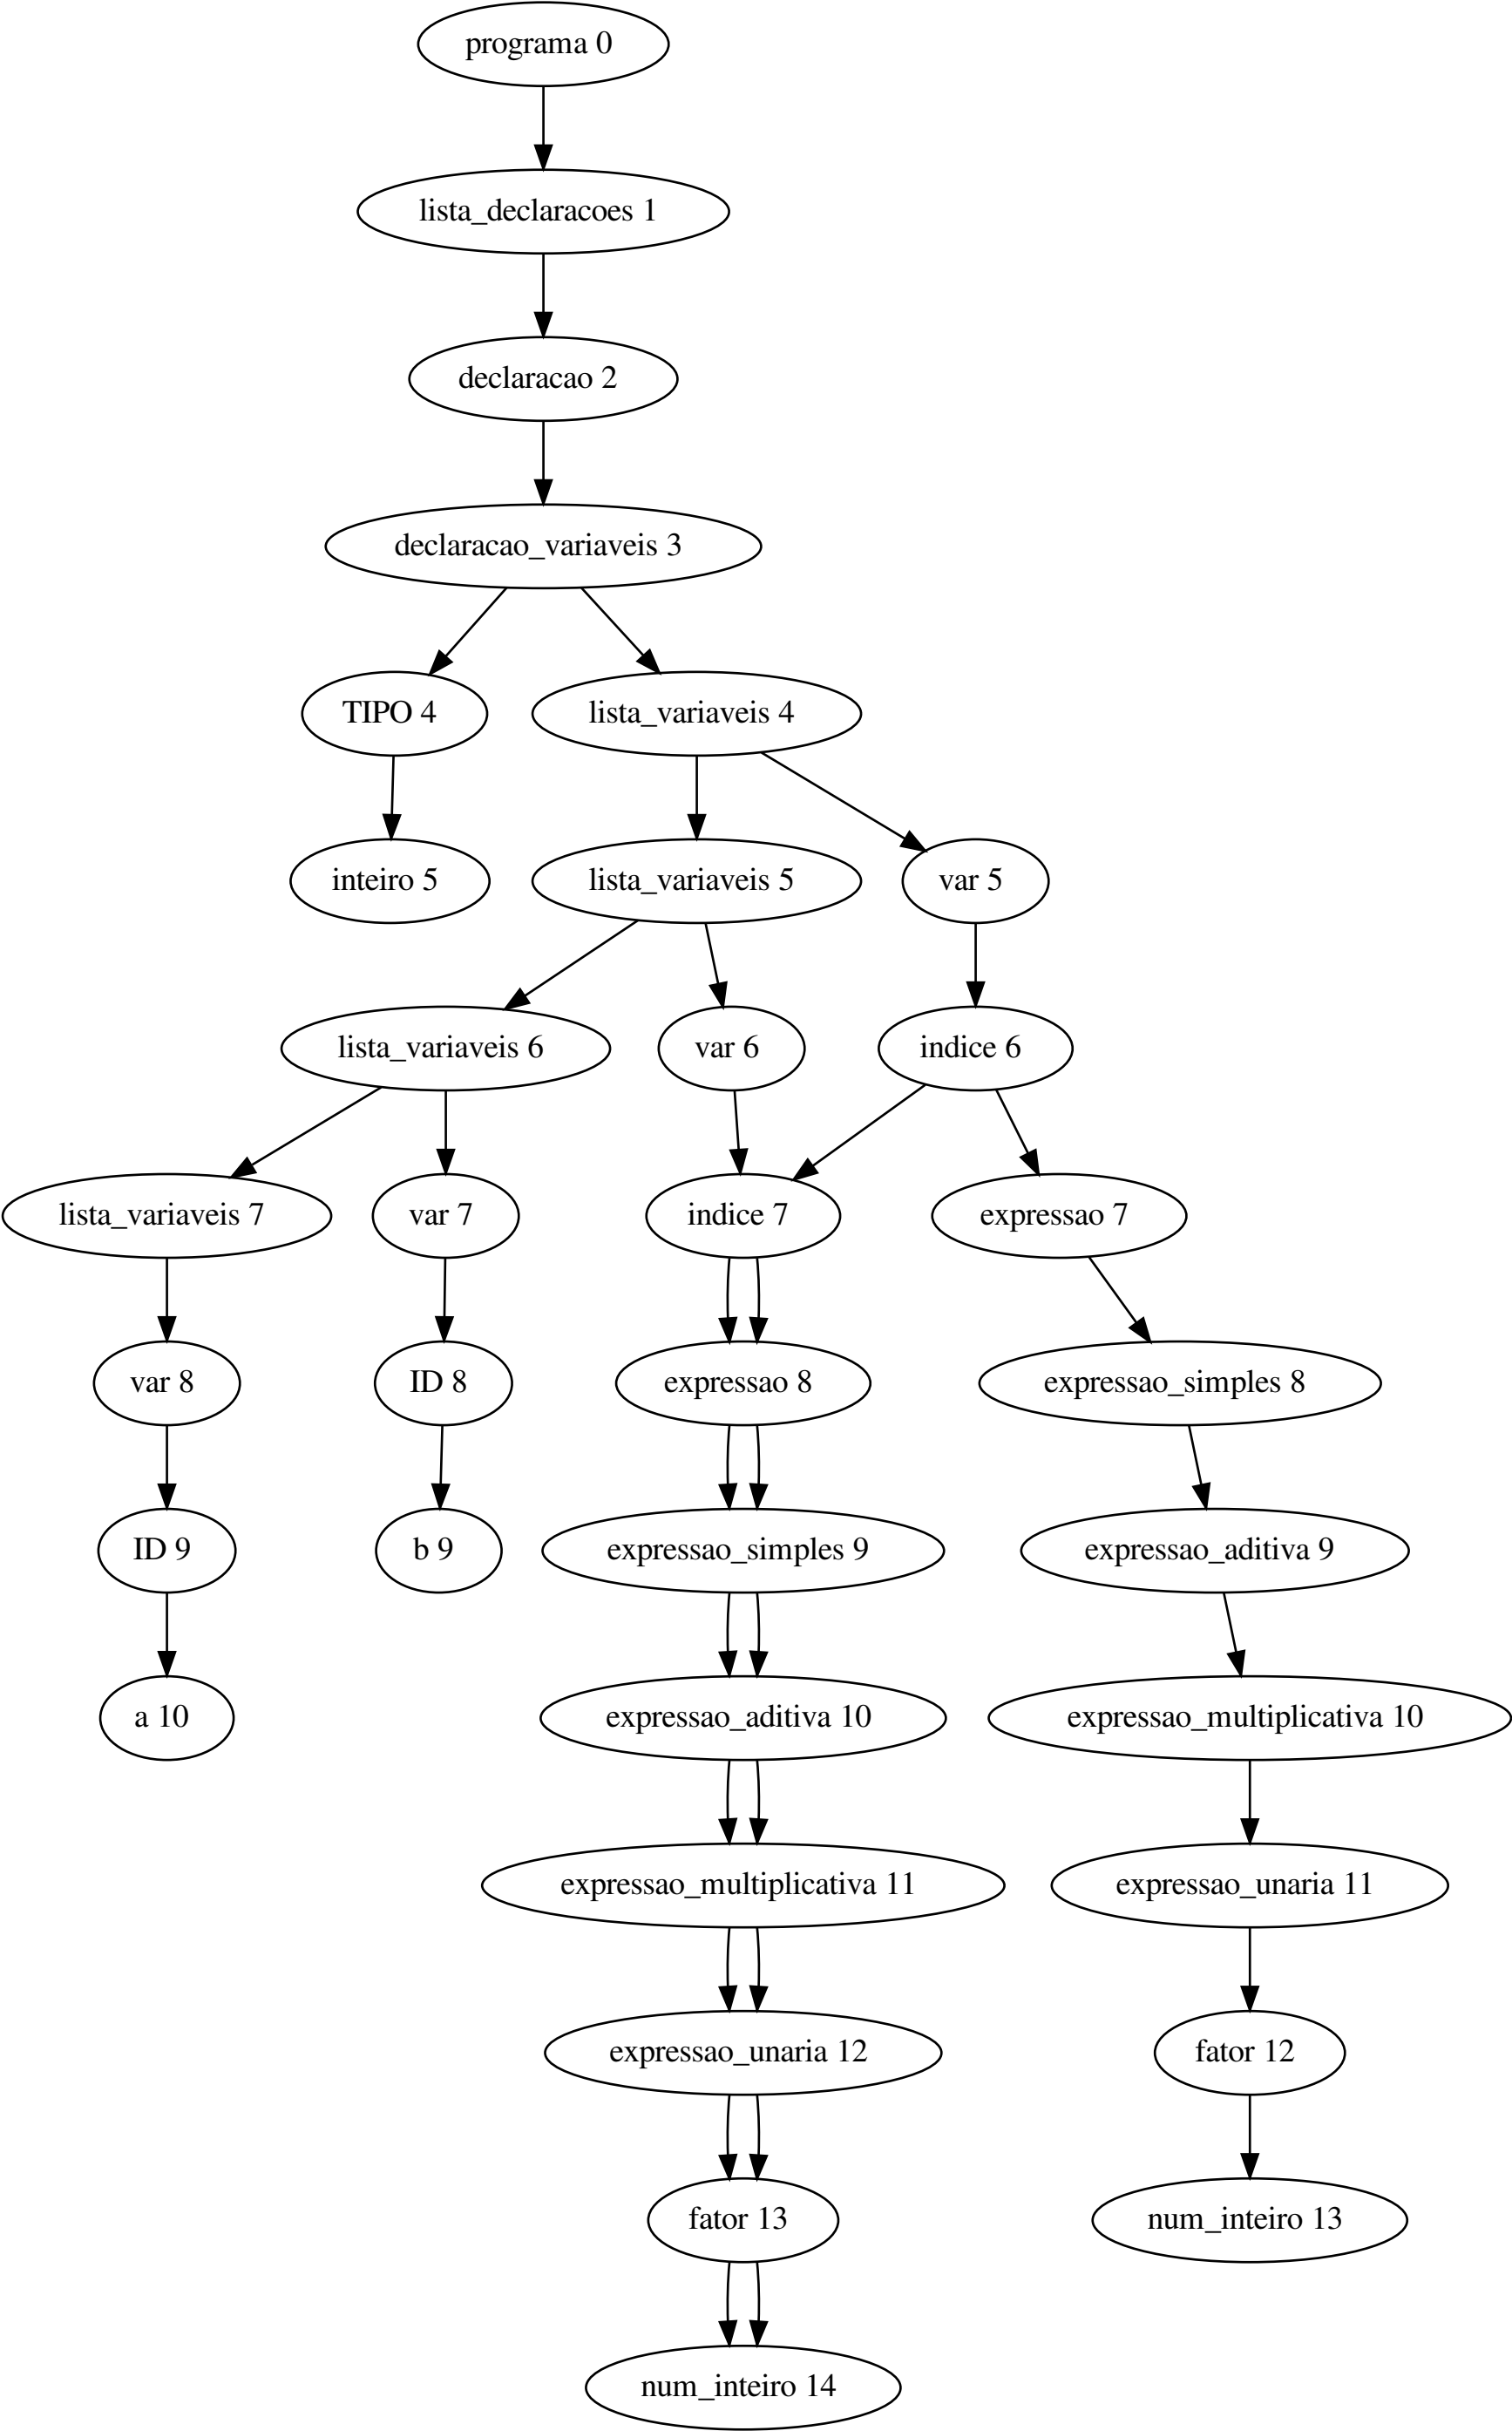 programa 0
lista_declaracoes 1
declaracao 2
declaracao_variaveis 3
TIPO 4
lista_variaveis 4
inteiro 5
lista_variaveis 5
var 5
lista_variaveis 6
var 6
indice 6
lista_variaveis 7
var 7
indice 7
expressao 7
var 8
ID 8
expressao 8
expressao_simples 8
ID 9
b 9
expressao_simples 9
expressao_aditiva 9
a 10
expressao_aditiva 10
expressao_multiplicativa 10
expressao_multiplicativa 11
expressao_unaria 11
expressao_unaria 12
fator 12
fator 13
num_inteiro 13
num_inteiro 14